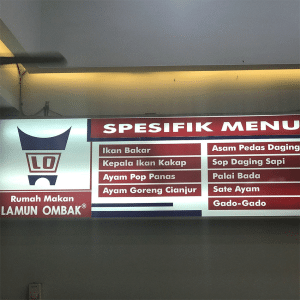 SPESIFIK MENU
LO
Rumah Makan
LAMUN OMBAK®
Ikan Bakar
Kepala Ikan Kakap
Ayam Pop Panas
Ayam Goreng Cianjur
Asam Pedas Daging
Sop Daging Sapi
Palai Bada
Sate Ayam
Gado-Gado